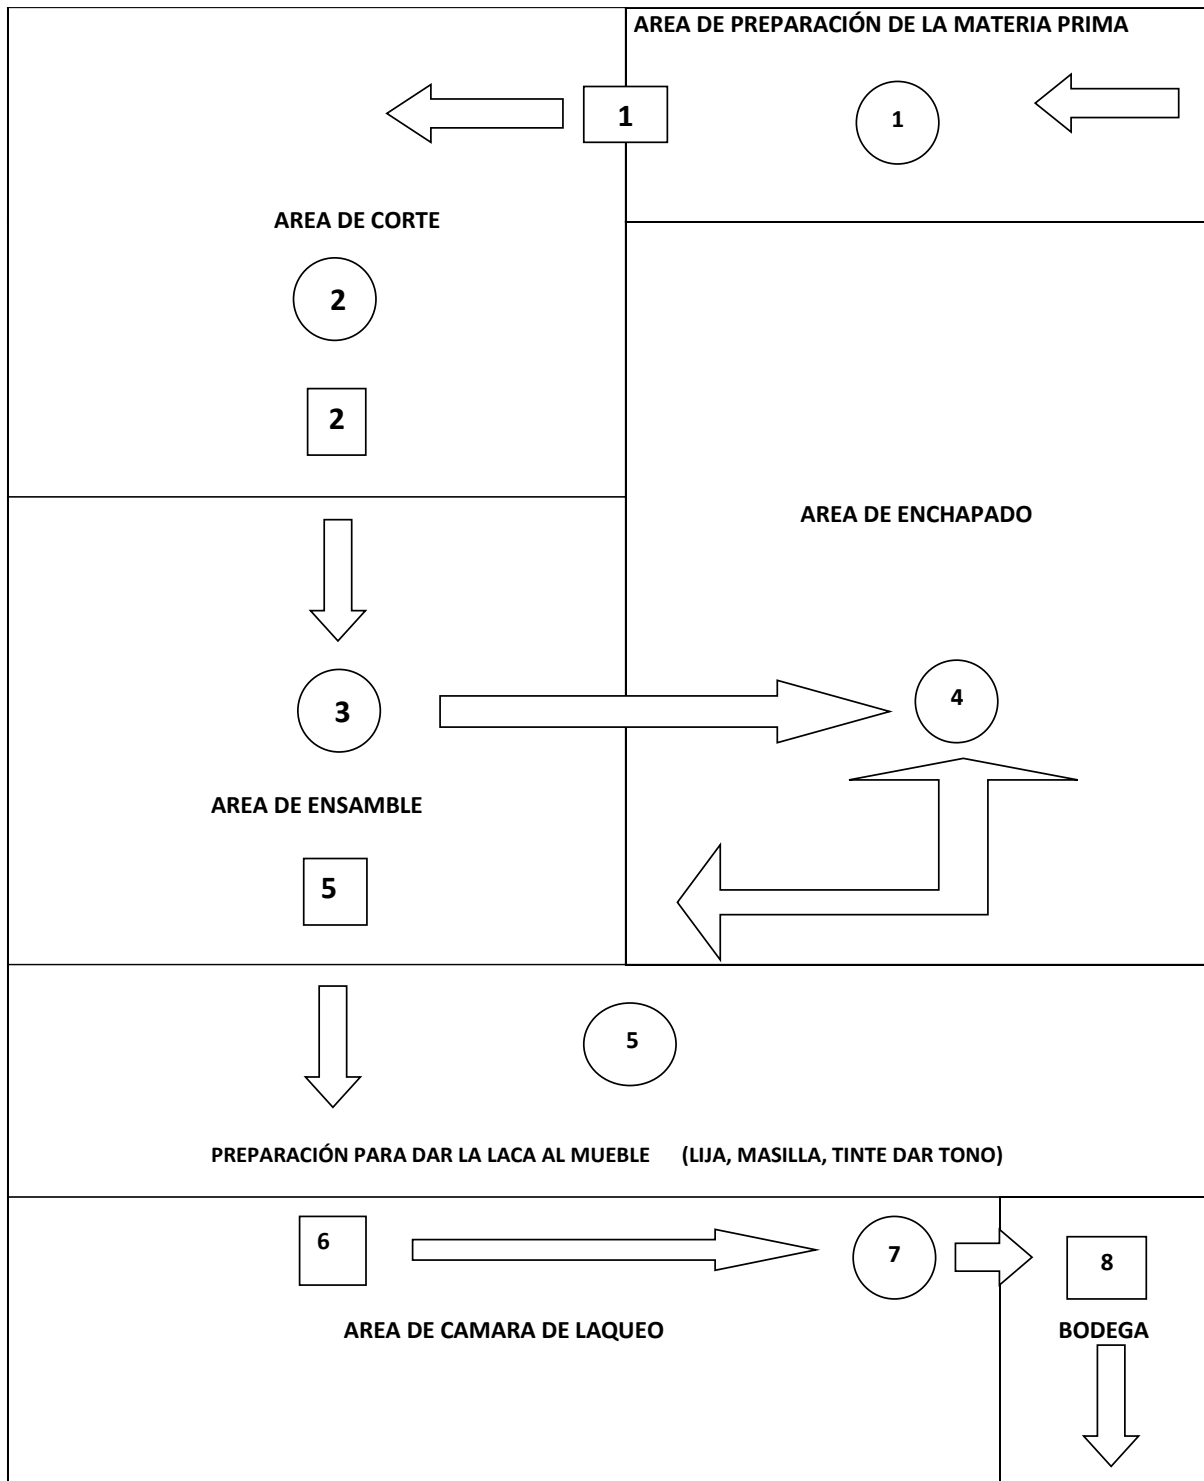 AREA DE PREPARACIÓN DE LA MATERIA PRIMA
1
1
AREA DE CORTE
2
2
AREA DE ENCHAPADO
4
3
AREA DE ENSAMBLE
5
5
PREPARACIÓN PARA DAR LA LACA AL MUEBLE (LIJA, MASILLA, TINTE DAR TONO)
6
7
8
AREA DE CAMARA DE LAQUEO
BODEGA